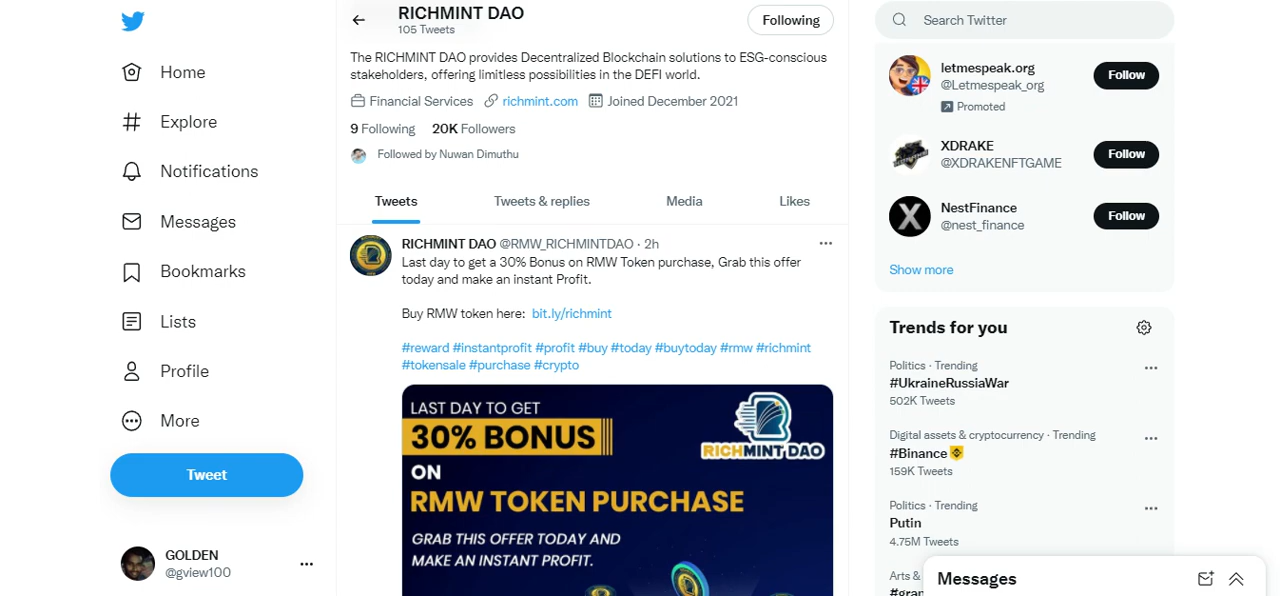 RICHMINT DAO
105 Tweets
Following
Search Twitter
Home
Explore
Notifications
Messages
Bookmarks
Lists
Profile
More
Tweet
GOLDEN
@gview100
The RICHMINT DAO provides Decentralized Blockchain solutions to ESG-conscious
stakeholders, offering limitless possibilities in the DEFI world.
Financial Services richmint.com Joined December 2021
9 Following 20K Followers
Followed by Nuwan Dimuthu
Tweets Tweets & replies Media Likes
RICHMINT DAO @RMW_RICHMINTDAO · 2h
Last day to get a 30% Bonus on RMW Token purchase, Grab this offer
today and make an instant Profit.
Buy RMW token here: bit.ly/richmint
#reward #instantprofit #profit #buy #today #buytoday #rmw #richmint
#tokensale #purchase #crypto
LAST DAY TO GET
30% BONUS
ON
RMW TOKEN PURCHASE
GRAB THIS OFFER TODAY AND
MAKE AN INSTANT PROFIT.
RICHMINT DAO
letmespeak.org
@Letmespeak_org
Promoted
Follow
XDRAKE
@XDRAKENFTGAME
Follow
NestFinance
@nest_finance
Follow
Show more
Trends for you
Politics · Trending
#UkraineRussiaWar
502K Tweets
Digital assets & cryptocurrency · Trending
#Binance
159K Tweets
Politics · Trending
Putin
4.75M Tweets
Arts &
Messages